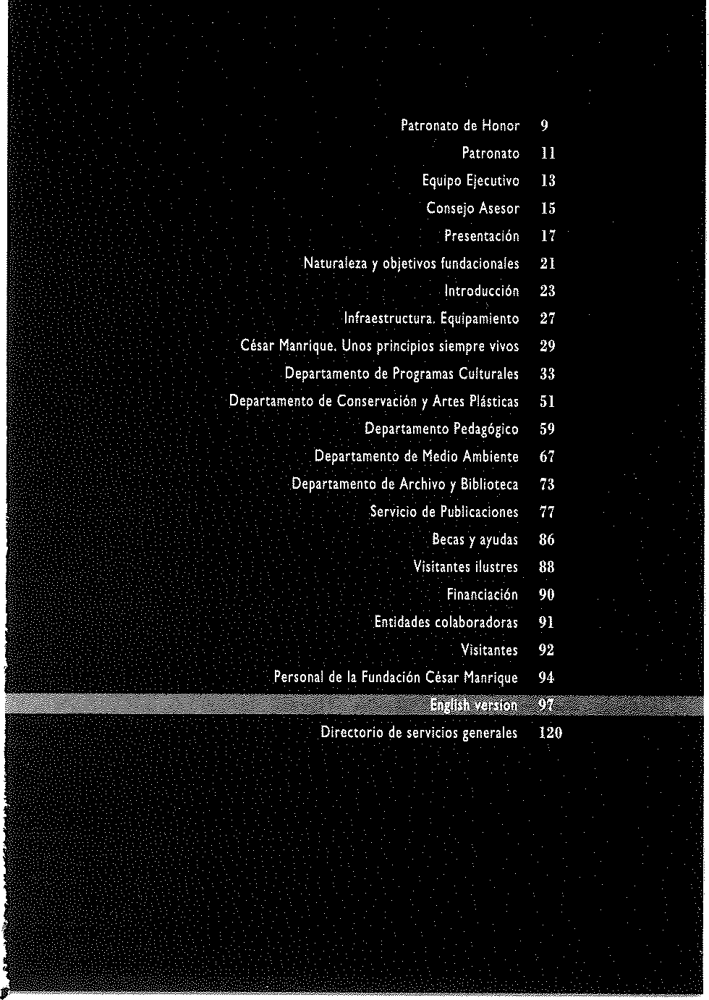 Patronato de Honor 9
Patronato 11
Equipo Ejecutivo 13
Consejo Asesor 15
Presentación 17
Naturaleza y objetivos fundacionales 21
Introducción 23
Infraestructura. Equipamiento 27
César Manrique. Unos principios siempre vivos 29
Departamento de Programas Culturales 33
Departamento de Conservación y Artes Plásticas 51
Departamento Pedagógico 59
Departamento de Medio Ambiente 67
Departamento de Archivo y Biblioteca 73
Servicio de Publicaciones 77
Becas y ayudas 86
Visitantes ilustres 88
Financiación 90
Entidades colaboradoras 91
Visitantes 92
Personal de la Fundación César Manrique 94
English version 97
Directorio de servicios generales 120